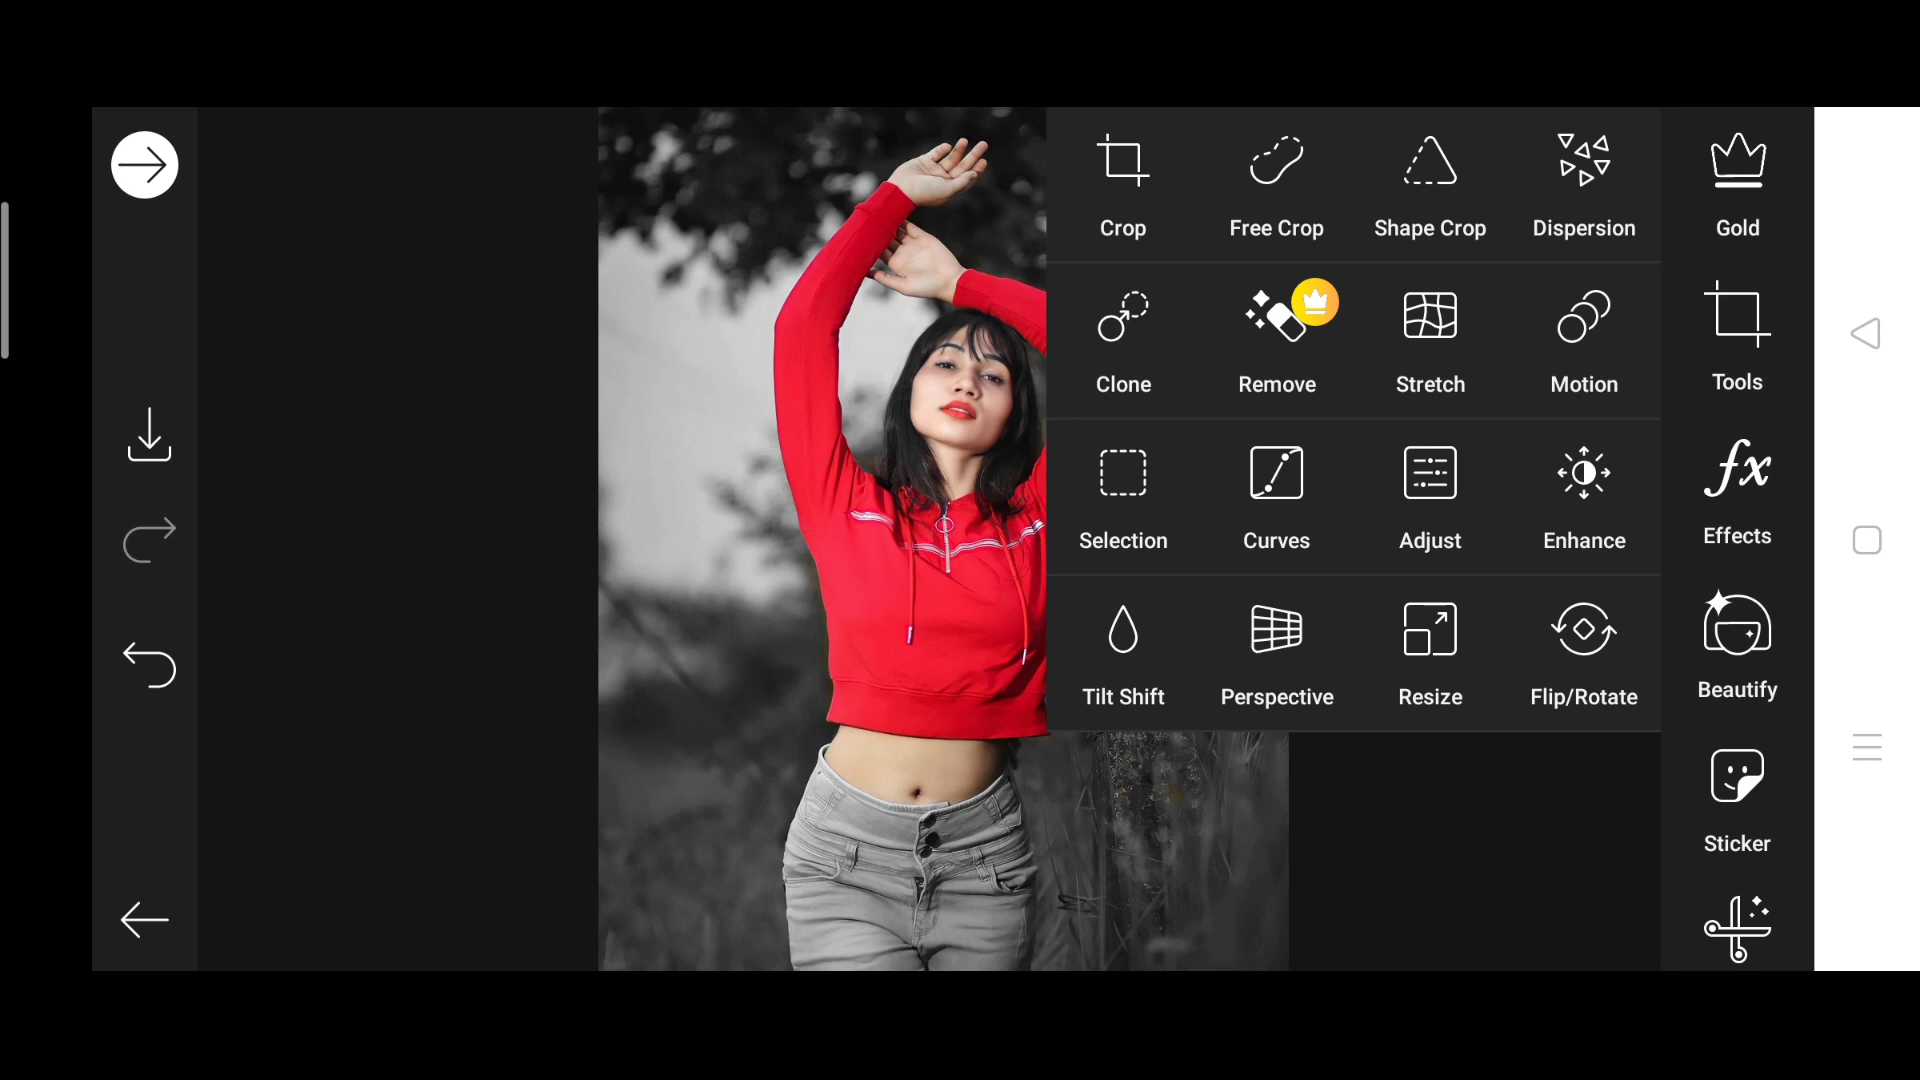 Crop Free Crop Shape Crop Dispersion
Clone Remove Stretch Motion
Selection Curves Adjust Enhance
Tilt Shift Perspective Resize Flip/Rotate
Gold
Tools
fx
Effects
Beautify
Sticker